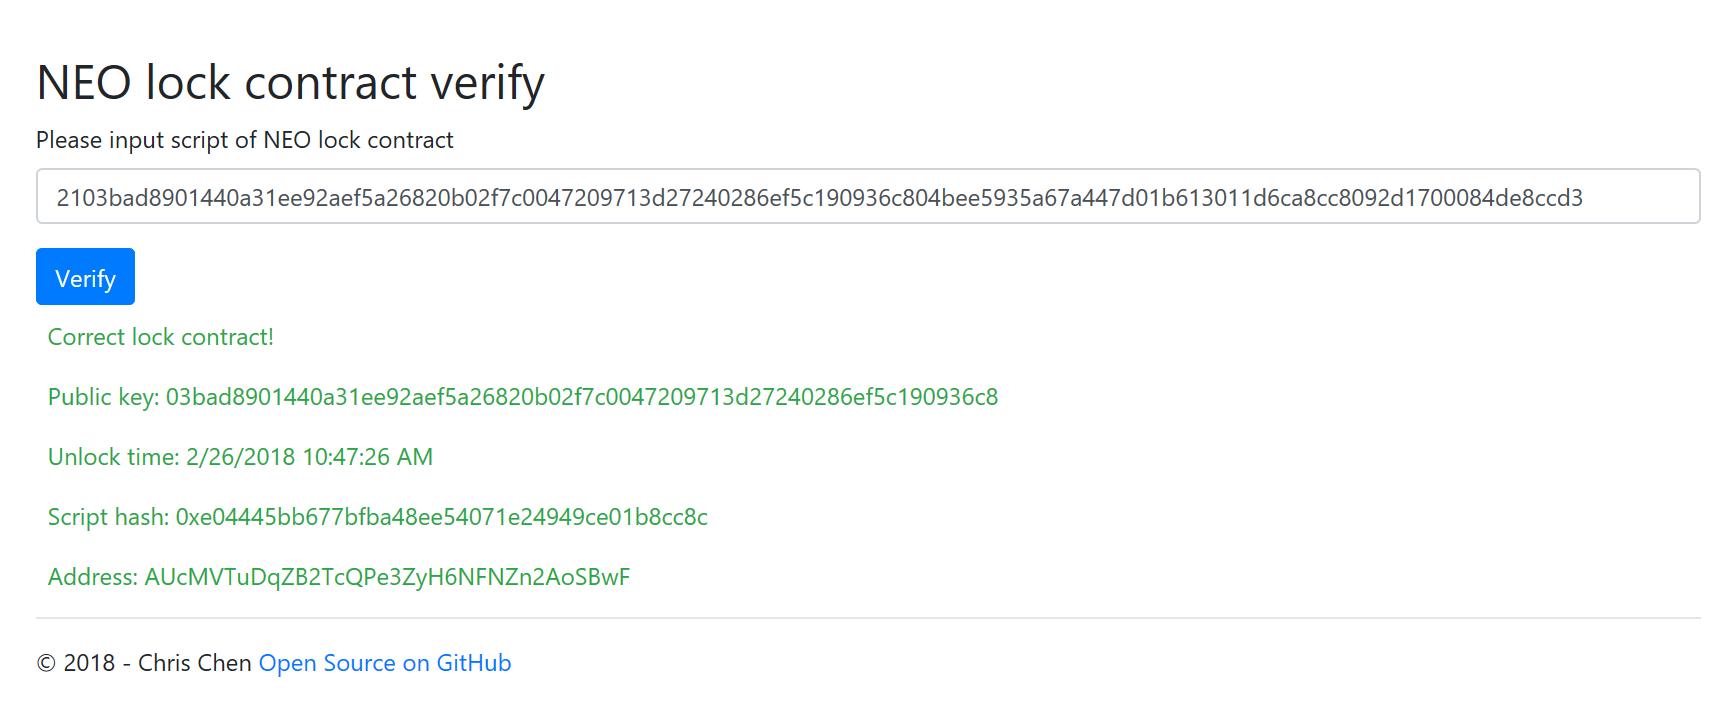 NEO lock contract verify
Please input script of NEO lock contract
2103bad8901440a31ee92aef5a26820b02f7c0047209713d27240286ef5c190936c804bee5935a67a447d01b613011d6ca8cc8092d1700084de8ccd3
Verify
Correct lock contract!
Public key: 03bad8901440a31ee92aef5a26820b02f7c0047209713d27240286ef5c190936c8
Unlock time: 2/26/2018 10:47:26 AM
Script hash: 0xe04445bb677bfba48ee54071e24949ce01b8cc8c
Address: AUcMVTuDqZB2TcQPe3ZyH6NFNZn2AoSBwF
© 2018 - Chris Chen Open Source on GitHub